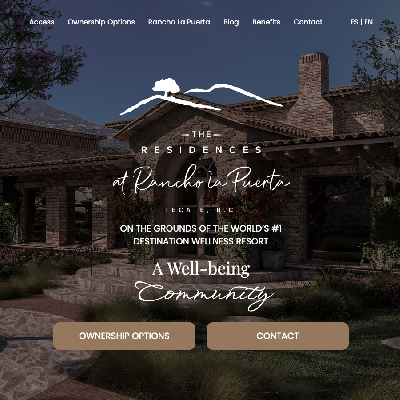 Access Ownership Options Rancho La Puerta Blog Benefits Contact ES | EN
THE
RESIDENCES
at Rancho La Puerta
TECATE, B.C.
ON THE GROUNDS OF THE WORLD'S #1
DESTINATION WELLNESS RESORT
A Well-being
Community
OWNERSHIP OPTIONS CONTACT